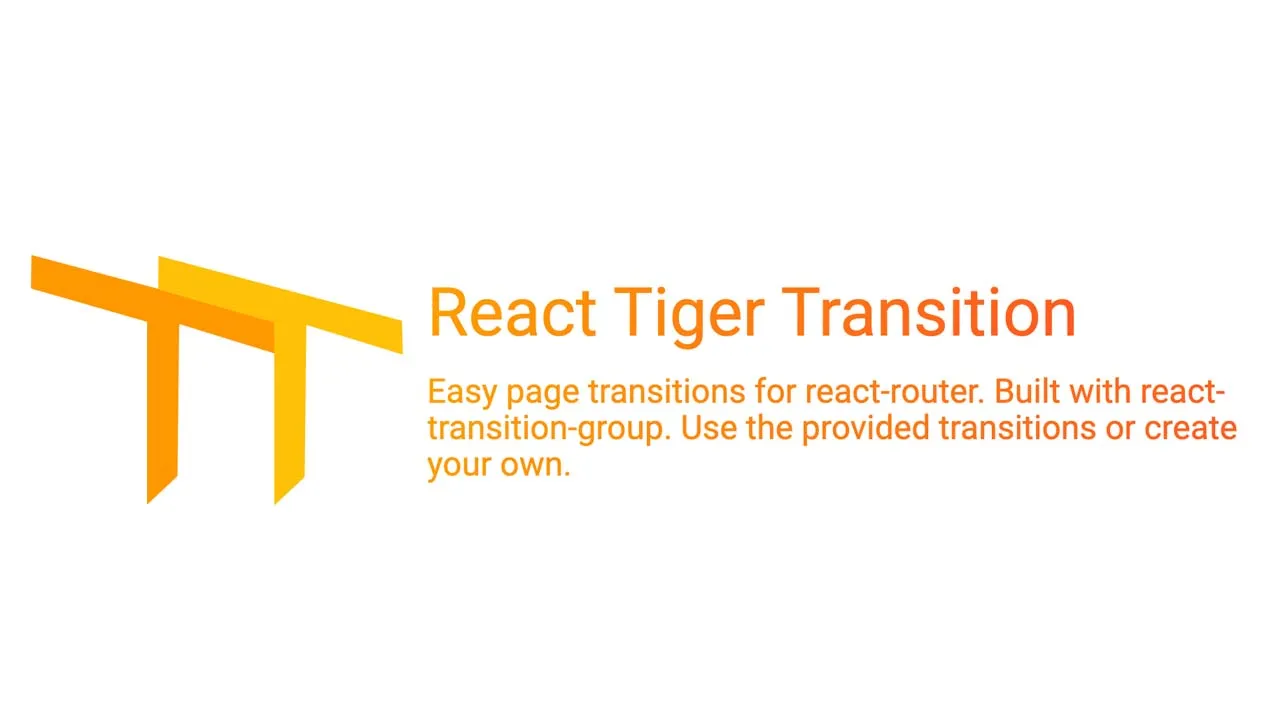 React Tiger Transition
Easy page transitions for react-router. Built with react-
transition-group. Use the provided transitions or create
your own.